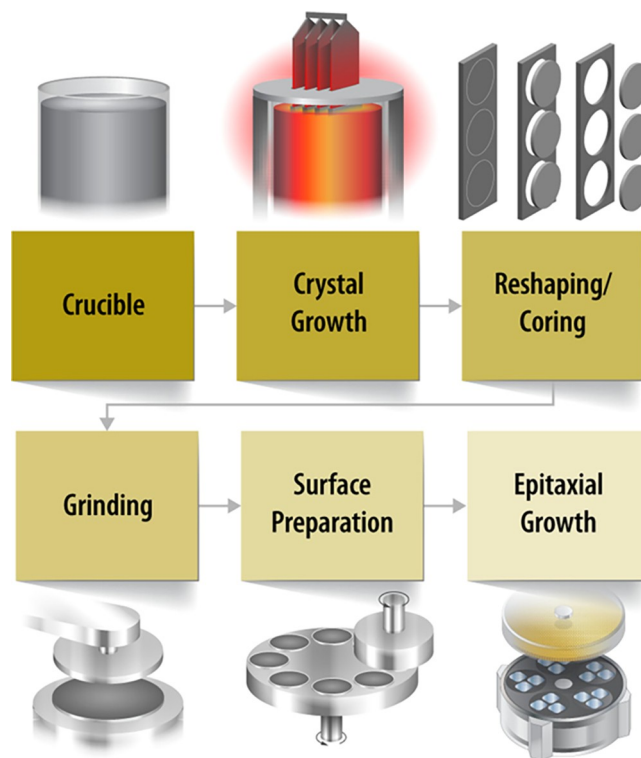 Crucible
Crystal
Growth
Reshaping/
Coring
Grinding
Surface
Preparation
Epitaxial
Growth